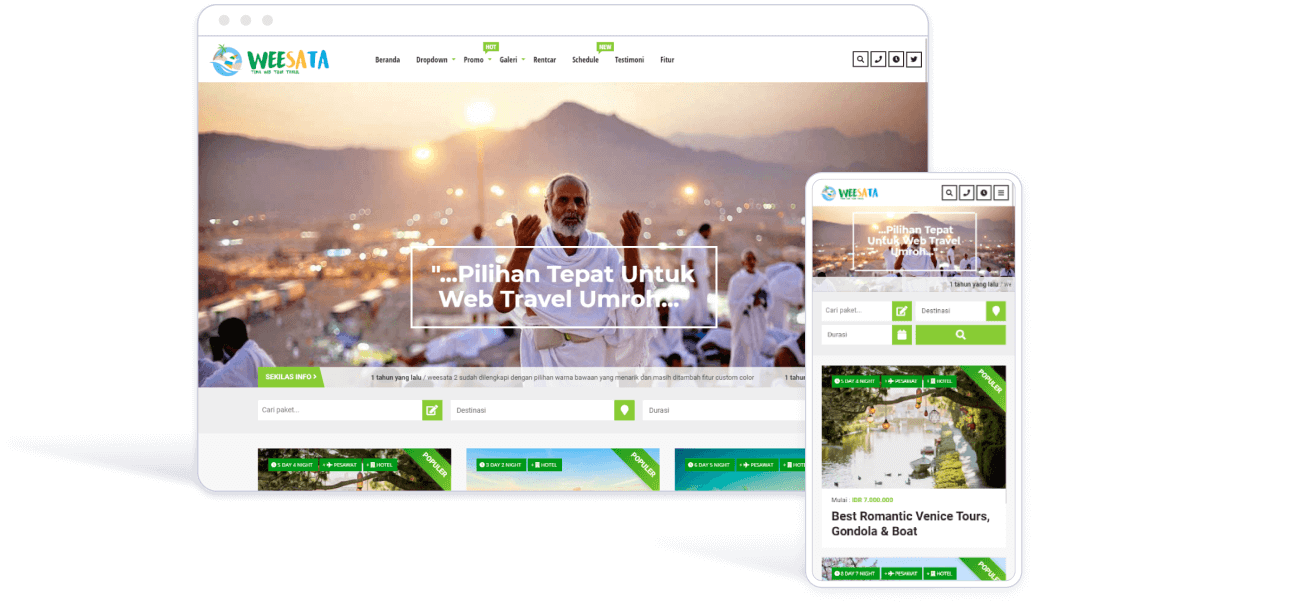 WEESATA
HOT
NEW
Beranda Dropdown Promo Galeri Rentcar Schedule Testimoni Fitur
"...Pilihan Tepat Untuk
Web Travel Umroh...
SEKILAS INFO
1 tahun yang lalu / weesata 2 sudah dilengkapi dengan pilihan warna bawaan yang menarik dan masih ditambah fitur custom color
1 tahun
Cari paket...
Destinasi
Durasi
5 DAY 4 NIGHT + PESAWAT + HOTEL
POPULER
3 DAY 2 NIGHT + HOTEL
POPULER
6 DAY 5 NIGHT + PESAWAT + HOTE
WEESATA
"...Pilihan Tepat
Untuk Web Travel
Umroh..."
1 tahun yang lalu / we
Cari paket...
Destinasi
Durasi
5 DAY 4 NIGHT + PESAWAT + HOTEL
POPULER
Mulai : IDR 7.000.000
Best Romantic Venice Tours,
Gondola & Boat
8 DAY 7 NIGHT + PESAWAT + HOTEL
POPULER